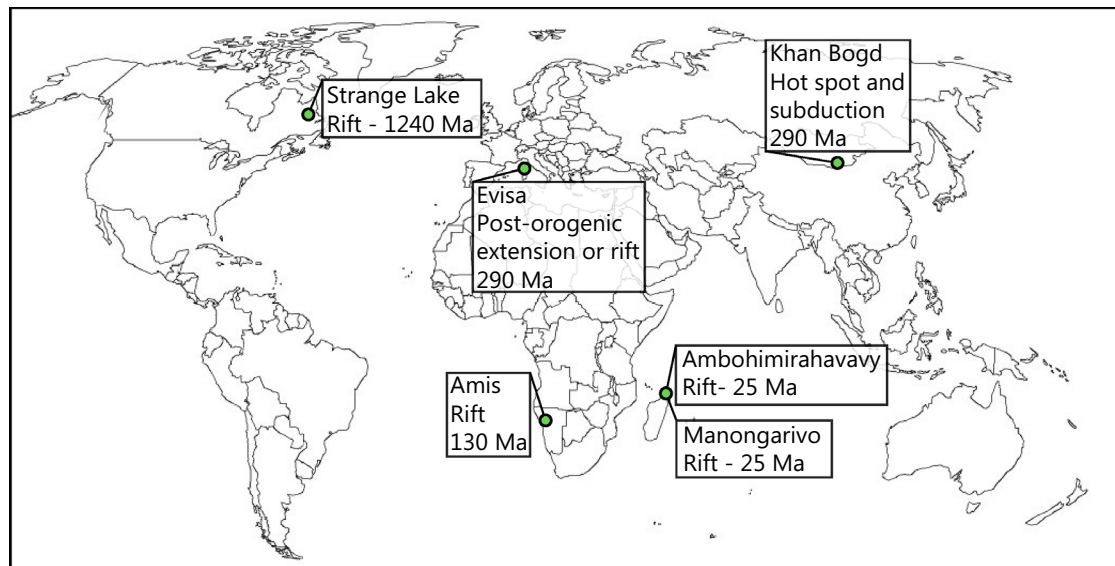 Khan Bogd
Hot spot and
subduction
290 Ma
Strange Lake
Rift - 1240 Ma
Evisa
Post-orogenic
extension or rift
290 Ma
Ambohimirahavavy
Rift- 25 Ma
Amis
Rift
130 Ma
Manongarivo
Rift - 25 Ma